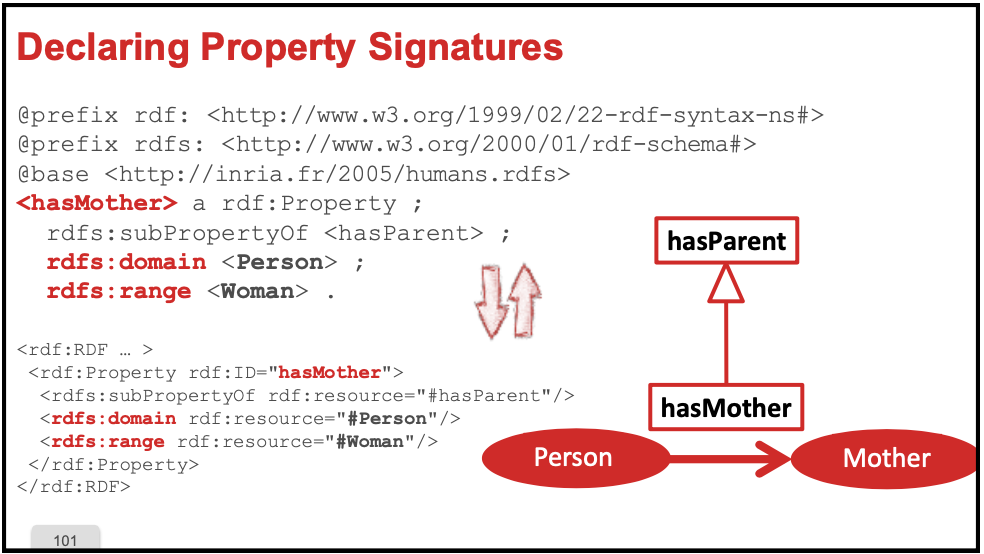 Declaring Property Signatures
@prefix rdf: <http://www.w3.org/1999/02/22-rdf-syntax-ns#>
@prefix rdfs: <http://www.w3.org/2000/01/rdf-schema#>
@base <http://inria.fr/2005/humans.rdfs>
<hasMother> a rdf:Property ;
rdfs:subPropertyOf <hasParent> ;
rdfs:domain <Person> ;
rdfs:range <Woman> .
<rdf:RDF … >
<rdf:Property rdf:ID="hasMother">
<rdfs:subPropertyOf rdf:resource="#hasParent"/>
<rdfs:domain rdf:resource="#Person"/>
<rdfs:range rdf:resource="#Woman"/>
</rdf:Property>
</rdf:RDF>
hasParent
hasMother
Person
Mother
101